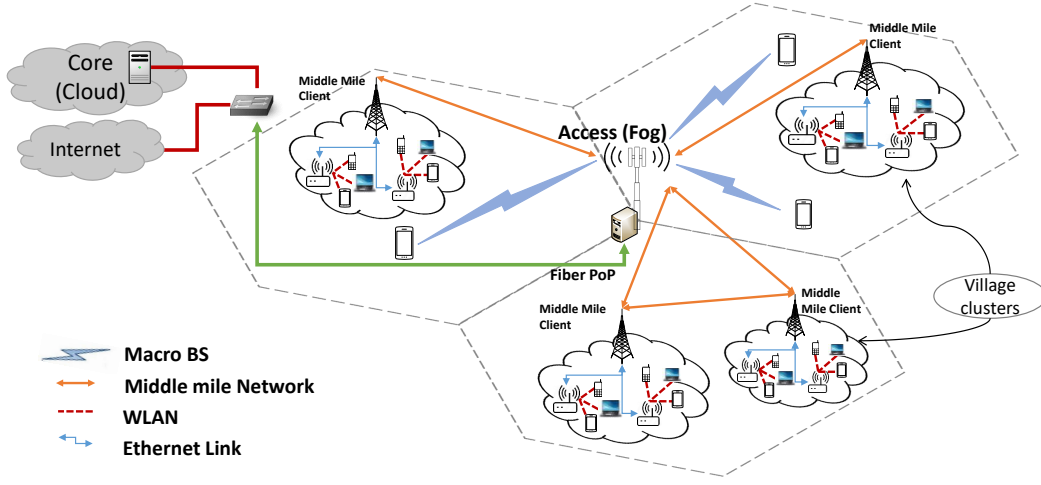 Core
(Cloud)
Internet
Middle Mile
Client
Access (Fog)
Middle Mile
Client
Fiber PoP
Middle Mile
Client
Middle
Mile Client
Village
clusters
Macro BS
Middle mile Network
WLAN
Ethernet Link